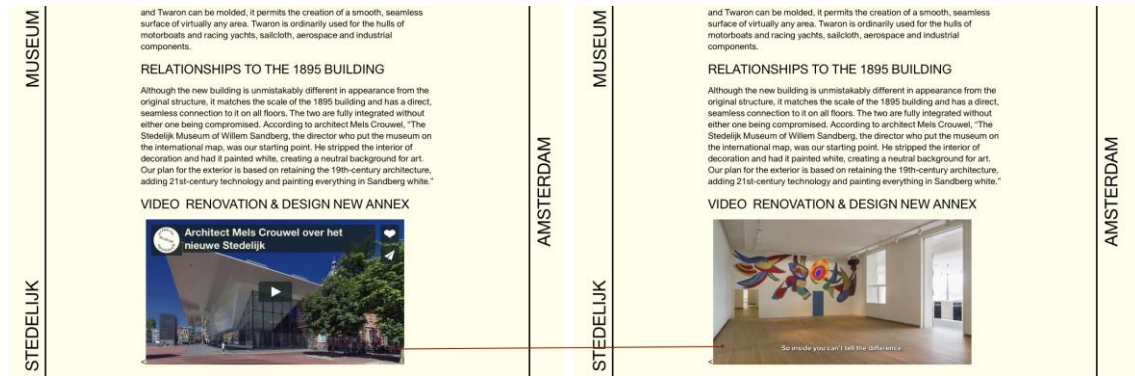 MUSEUM
STEDELIJK
and Twaron can be molded, it permits the creation of a smooth, seamless
surface of virtually any area. Twaron is ordinarily used for the hulls of
motorboats and racing yachts, sailcloth, aerospace and industrial
components.
RELATIONSHIPS TO THE 1895 BUILDING
Although the new building is unmistakably different in appearance from the
original structure, it matches the scale of the 1895 building and has a direct,
seamless connection to it on all floors. The two are fully integrated without
either one being compromised. According to architect Mels Crouwel, “The
Stedelijk Museum of Willem Sandberg, the director who put the museum on
the international map, was our starting point. He stripped the interior of
decoration and had it painted white, creating a neutral background for art.
Our plan for the exterior is based on retaining the 19th-century architecture,
adding 21st-century technology and painting everything in Sandberg white.”
VIDEO RENOVATION & DESIGN NEW ANNEX
Architect Mels Crouwel over het
nieuwe Stedelijk
<
AMSTERDAM
MUSEUM
STEDELIJK
and Twaron can be molded, it permits the creation of a smooth, seamless
surface of virtually any area. Twaron is ordinarily used for the hulls of
motorboats and racing yachts, sailcloth, aerospace and industrial
components.
RELATIONSHIPS TO THE 1895 BUILDING
Although the new building is unmistakably different in appearance from the
original structure, it matches the scale of the 1895 building and has a direct,
seamless connection to it on all floors. The two are fully integrated without
either one being compromised. According to architect Mels Crouwel, “The
Stedelijk Museum of Willem Sandberg, the director who put the museum on
the international map, was our starting point. He stripped the interior of
decoration and had it painted white, creating a neutral background for art.
Our plan for the exterior is based on retaining the 19th-century architecture,
adding 21st-century technology and painting everything in Sandberg white.”
VIDEO RENOVATION & DESIGN NEW ANNEX
So inside you can't tell the difference.
<
AMSTERDAM